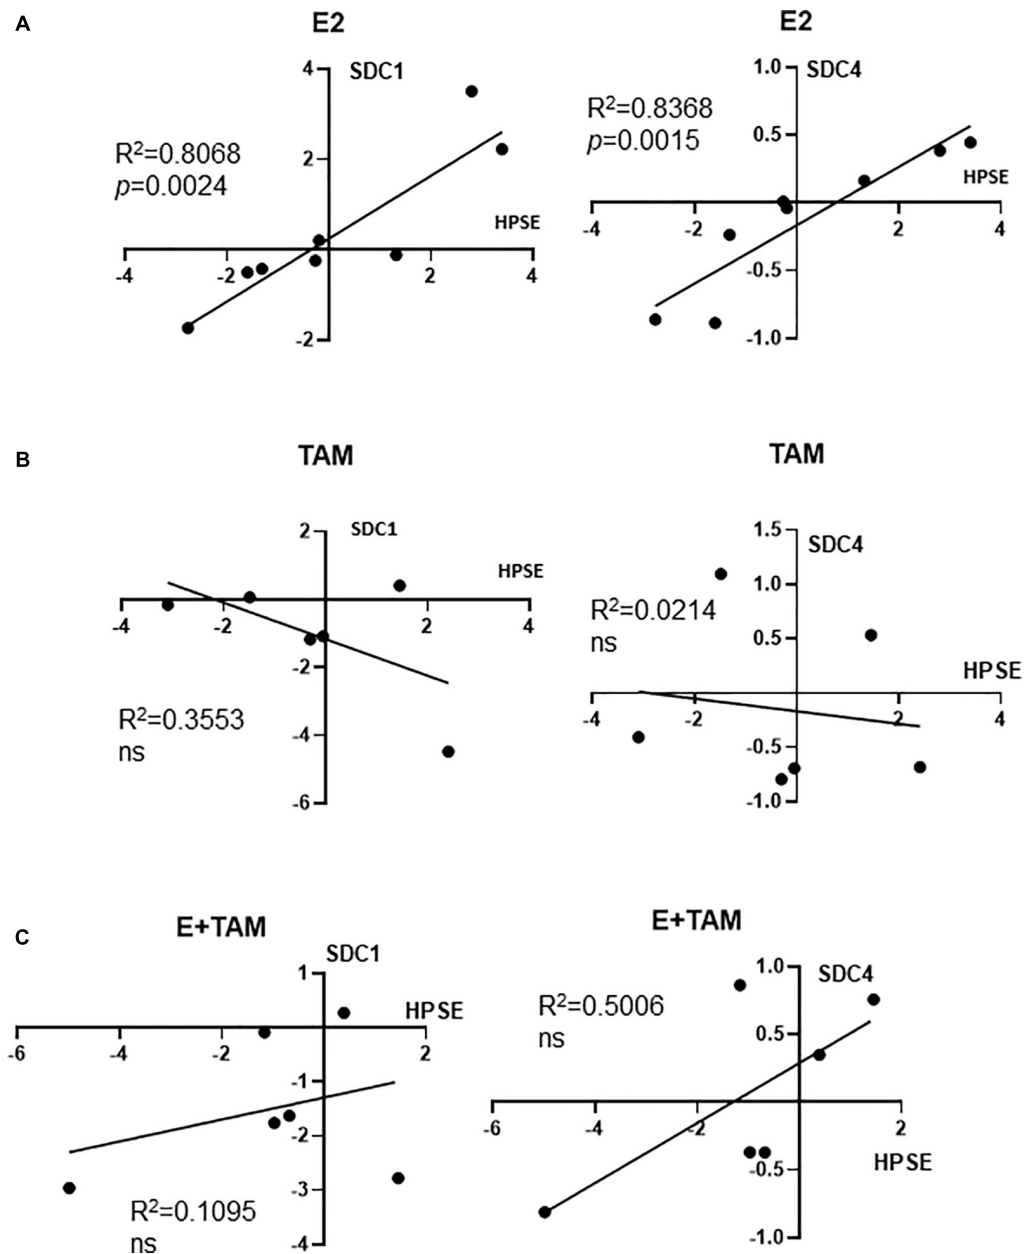 A
E2
SDC1
R²=0.8068
p=0.0024
HPSE
4
2
-2
-4
-2
2
4
E2
SDC4
R²=0.8368
p=0.0015
HPSE
1.0
0.5
-0.5
-1.0
-4
-2
2
4
B
TAM
SDC1
HPSE
R²=0.3553
ns
2
-2
-4
-6
-4
-2
2
4
TAM
SDC4
R²=0.0214
ns
HPSE
1.5
1.0
0.5
-0.5
-1.0
-4
-2
2
4
C
E+TAM
SDC1
HPSE
R²=0.1095
ns
1
-1
-2
-3
-4
-6
-4
-2
2
E+TAM
SDC4
R²=0.5006
ns
HPSE
1.0
0.5
-0.5
-1.0
-6
-4
-2
2